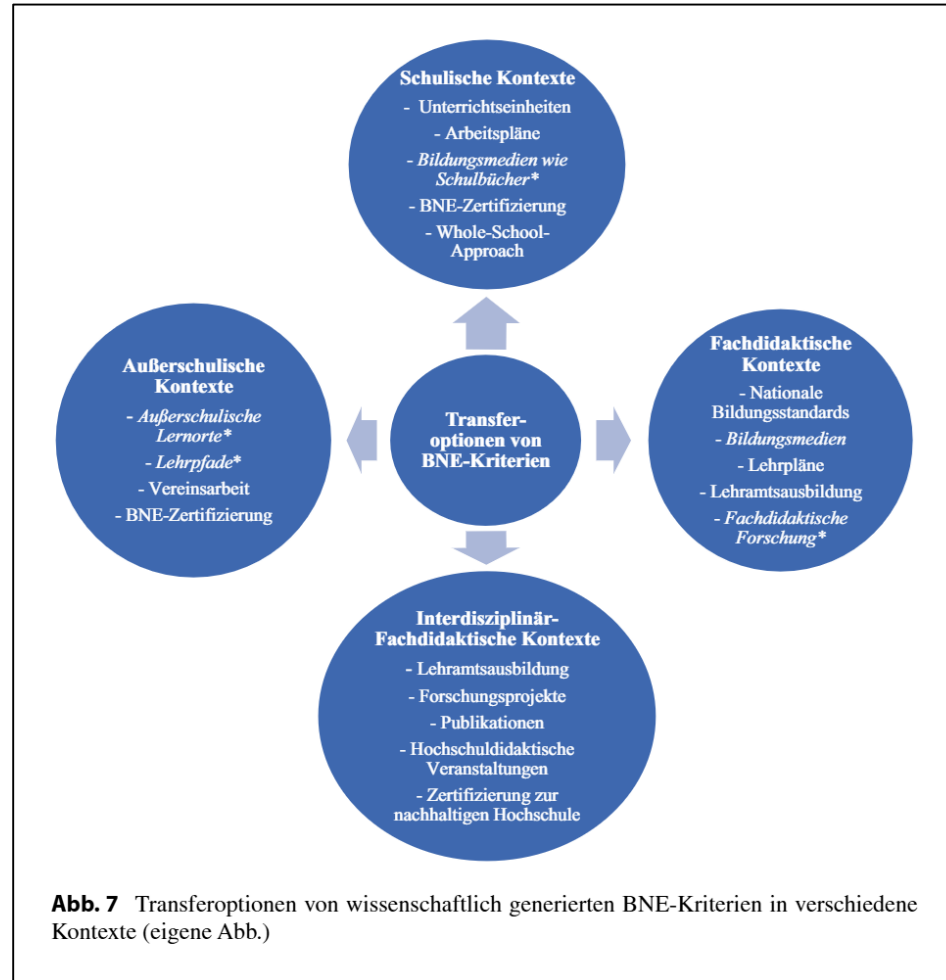 Schulische Kontexte
- Unterrichtseinheiten
- Arbeitspläne
- Bildungsmedien wie
Schulbücher*
- BNE-Zertifizierung
- Whole-School-
Approach
Außerschulische
Kontexte
- Außerschulische
Lernorte*
- Lehrpfade*
- Vereinsarbeit
- BNE-Zertifizierung
Transfer-
optionen von
BNE-Kriterien
Fachdidaktische
Kontexte
- Nationale
Bildungsstandards
- Bildungsmedien
- Lehrpläne
- Lehramtsausbildung
- Fachdidaktische
Forschung*
Interdisziplinär-
Fachdidaktische Kontexte
- Lehramtsausbildung
- Forschungsprojekte
- Publikationen
- Hochschuldidaktische
Veranstaltungen
- Zertifizierung zur
nachhaltigen Hochschule
Abb. 7 Transferoptionen von wissenschaftlich generierten BNE-Kriterien in verschiedene
Kontexte (eigene Abb.)